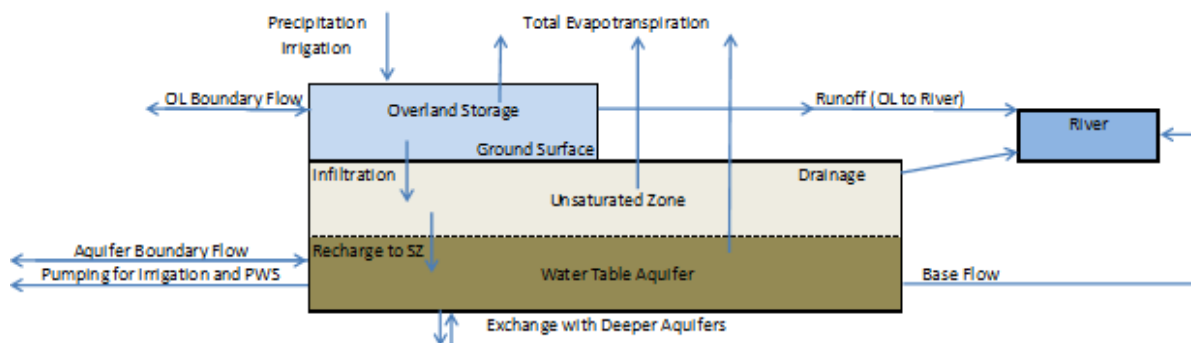 Precipitation
Irrigation
Total Evapotranspiration
OL Boundary Flow
Overland Storage
Runoff (OL to River)
River
Ground Surface
Infiltration
Drainage
Unsaturated Zone
Aquifer Boundary Flow
Recharge to SZ
Pumping for Irrigation and PWS
Water Table Aquifer
Base Flow
Exchange with Deeper Aquifers